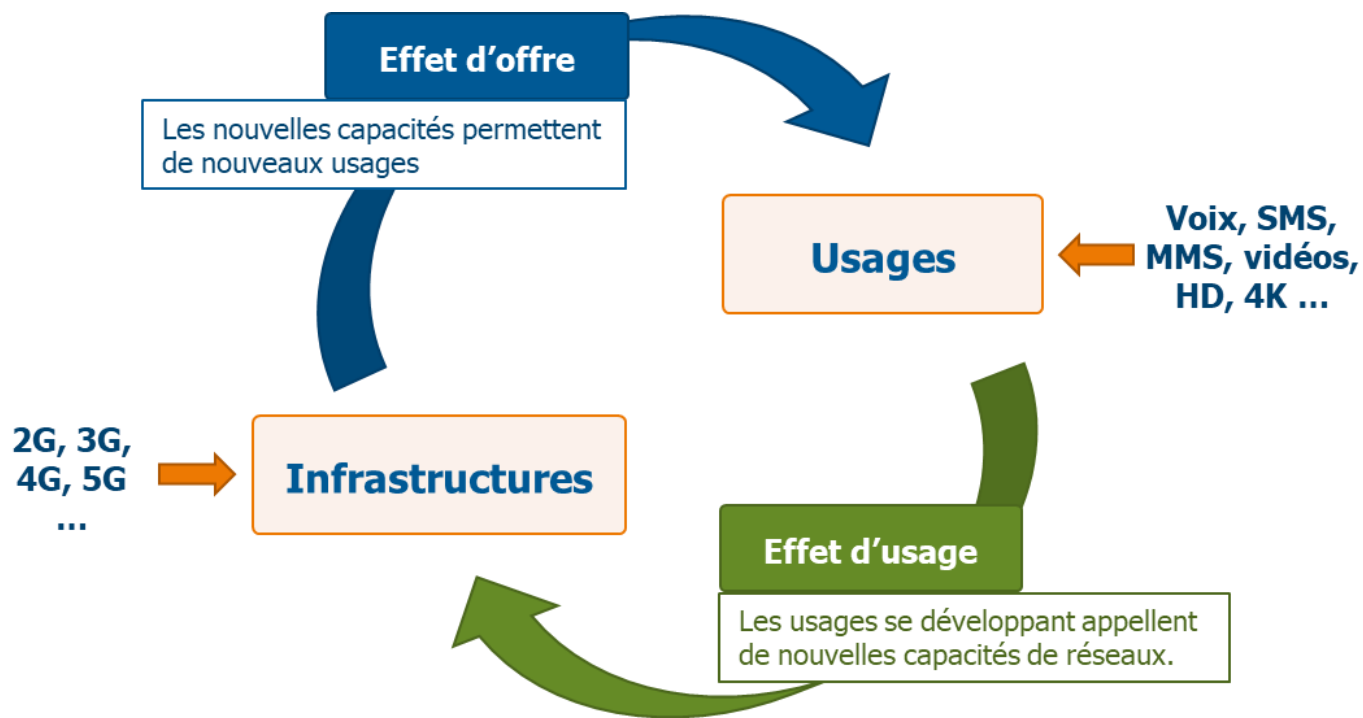 Effet d’offre
Les nouvelles capacités permettent
de nouveaux usages
Usages
Voix, SMS,
MMS, vidéos,
HD, 4K ...
2G, 3G,
4G, 5G
...
Infrastructures
Effet d’usage
Les usages se développant appellent
de nouvelles capacités de réseaux.